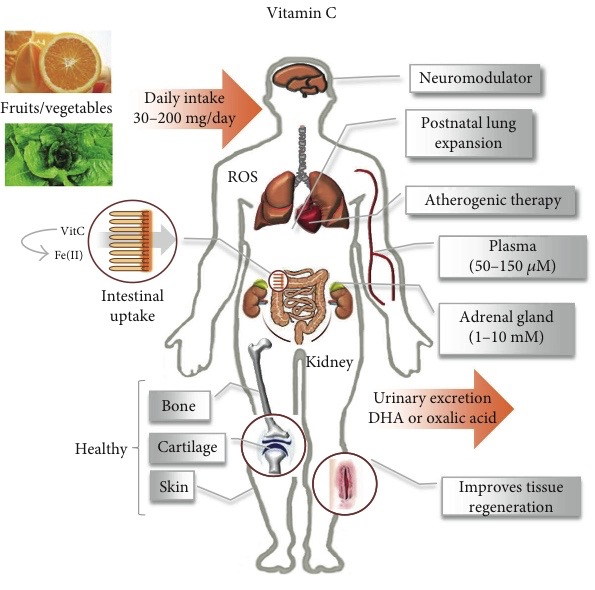 Vitamin C
Fruits/vegetables
Daily intake
30–200 mg/day
Neuromodulator
Postnatal lung
expansion
ROS
Atherogenic therapy
VitC
Fe(II)
Plasma
(50–150 μM)
Intestinal
uptake
Adrenal gland
(1–10 mM)
Kidney
Urinary excretion
DHA or oxalic acid
Healthy
Bone
Cartilage
Skin
Improves tissue
regeneration